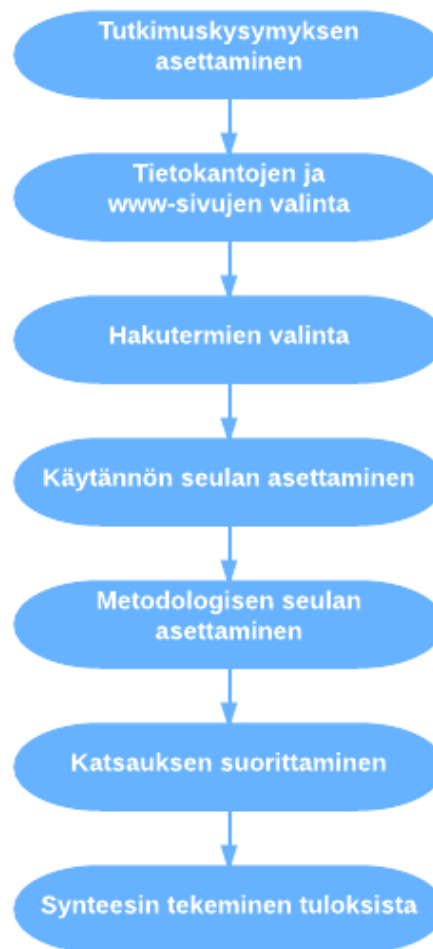 Tutkimuskysymyksen
asettaminen
Tietokantojen ja
www-sivujen valinta
Hakutermien valinta
Käytännön seulan asettaminen
Metodologisen seulan
asettaminen
Katsauksen suorittaminen
Synteesin tekeminen tuloksista